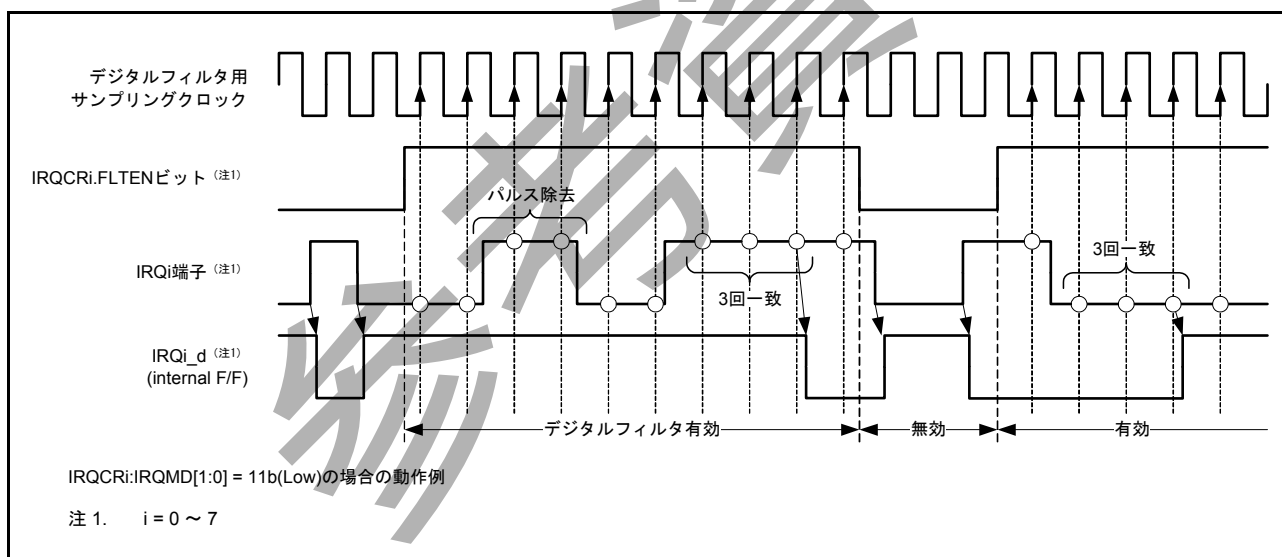 デジタルフィルタ用
サンプリングクロック
IRQCRi.FLTENビット (注1)
パルス除去
IRQi端子 (注1)
3回一致
3回一致
IRQi_d (注1)
(internal F/F)
デジタルフィルタ有効
無効
有効
IRQCRi:IRQMD[1:0] = 11b(Low)の場合の動作例
注 1. i = 0 ～ 7
参考資